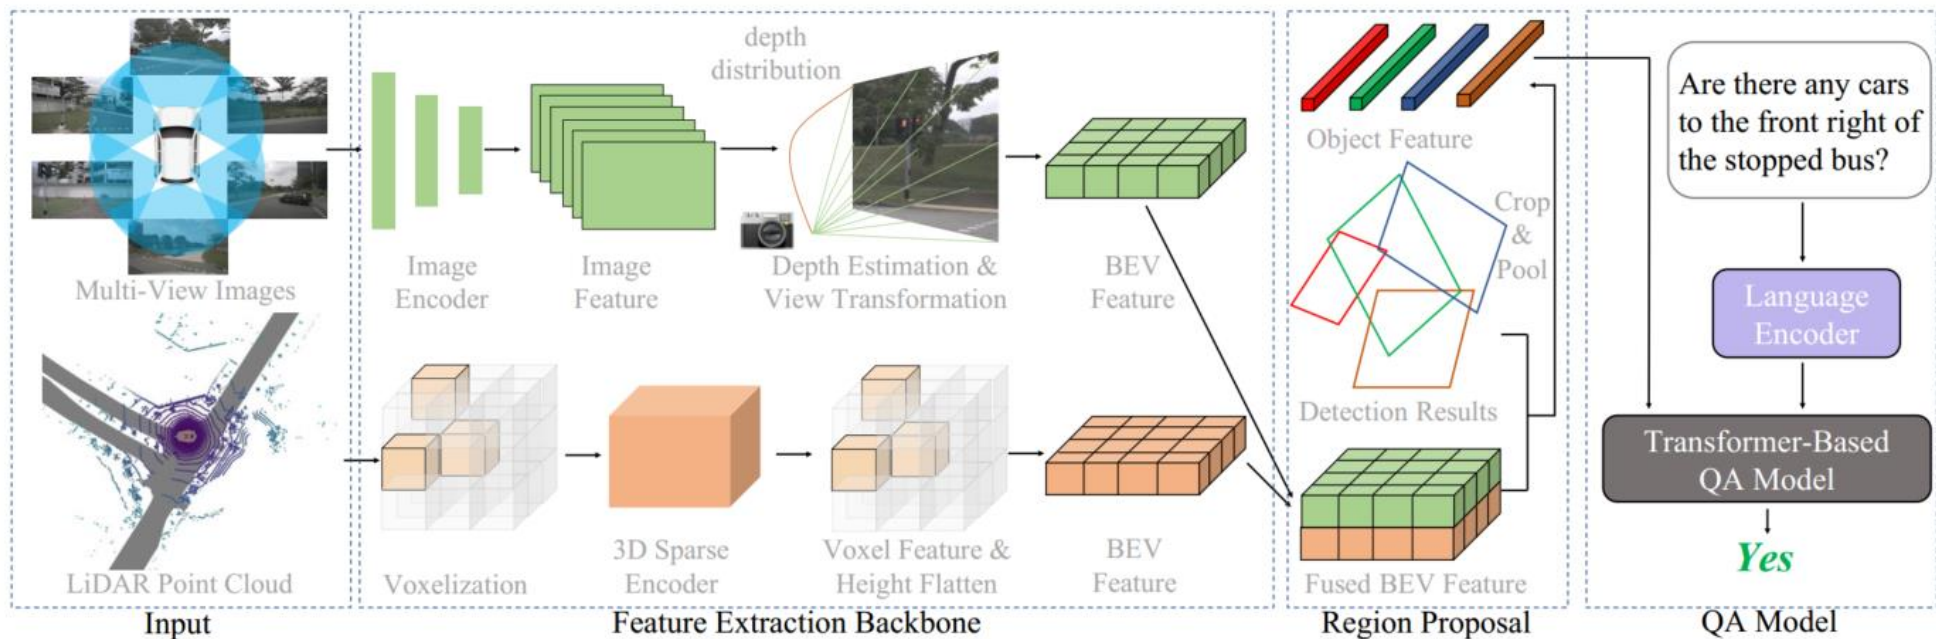 Multi-View Images
LiDAR Point Cloud
Input
depth
distribution
Image
Encoder
Image
Feature
Depth Estimation &
View Transformation
BEV
Feature
Voxelization
3D Sparse
Encoder
Voxel Feature &
Height Flatten
BEV
Feature
Feature Extraction Backbone
Object Feature
Crop
&
Pool
Detection Results
Fused BEV Feature
Region Proposal
Are there any cars
to the front right of
the stopped bus?
Language
Encoder
Transformer-Based
QA Model
Yes
QA Model